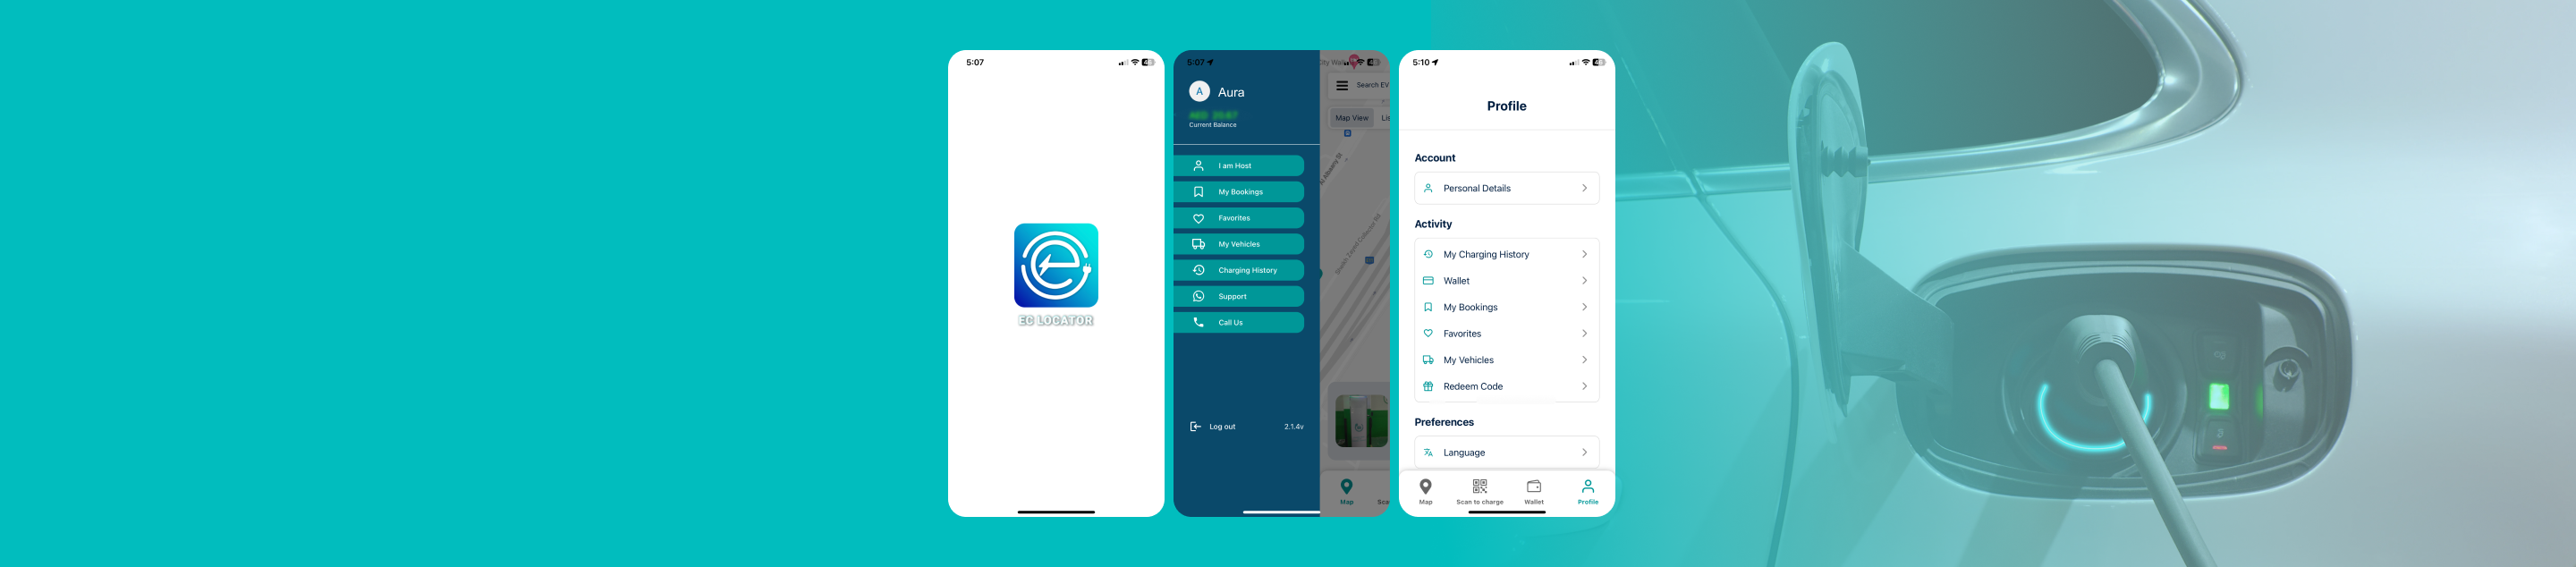 5:07
EC LOCATOR
5:07
A
Aura
Current Balance
I am Host
My Bookings
Favorites
My Vehicles
Charging History
Support
Call Us
Log out
2.1.4v
Search EV
Map View
Map
5:10
Profile
Account
Personal Details
Activity
My Charging History
Wallet
My Bookings
Favorites
My Vehicles
Redeem Code
Preferences
Language
Map
Scan to charge
Wallet
Profile